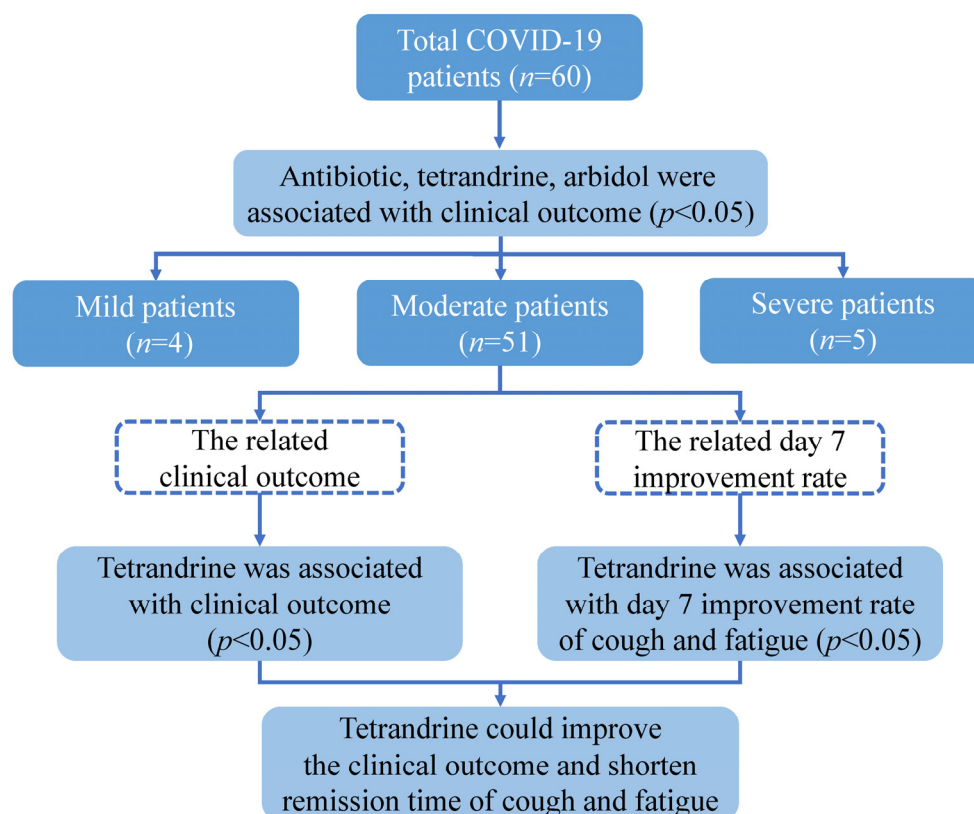 Total COVID-19
patients (n=60)
Antibiotic, tetrandrine, arbidol were
associated with clinical outcome (p<0.05)
Mild patients
(n=4)
Moderate patients
(n=51)
Severe patients
(n=5)
The related
clinical outcome
The related day 7
improvement rate
Tetrandrine was associated
with clinical outcome
(p<0.05)
Tetrandrine was associated
with day 7 improvement rate
of cough and fatigue (p<0.05)
Tetrandrine could improve
the clinical outcome and shorten
remission time of cough and fatigue